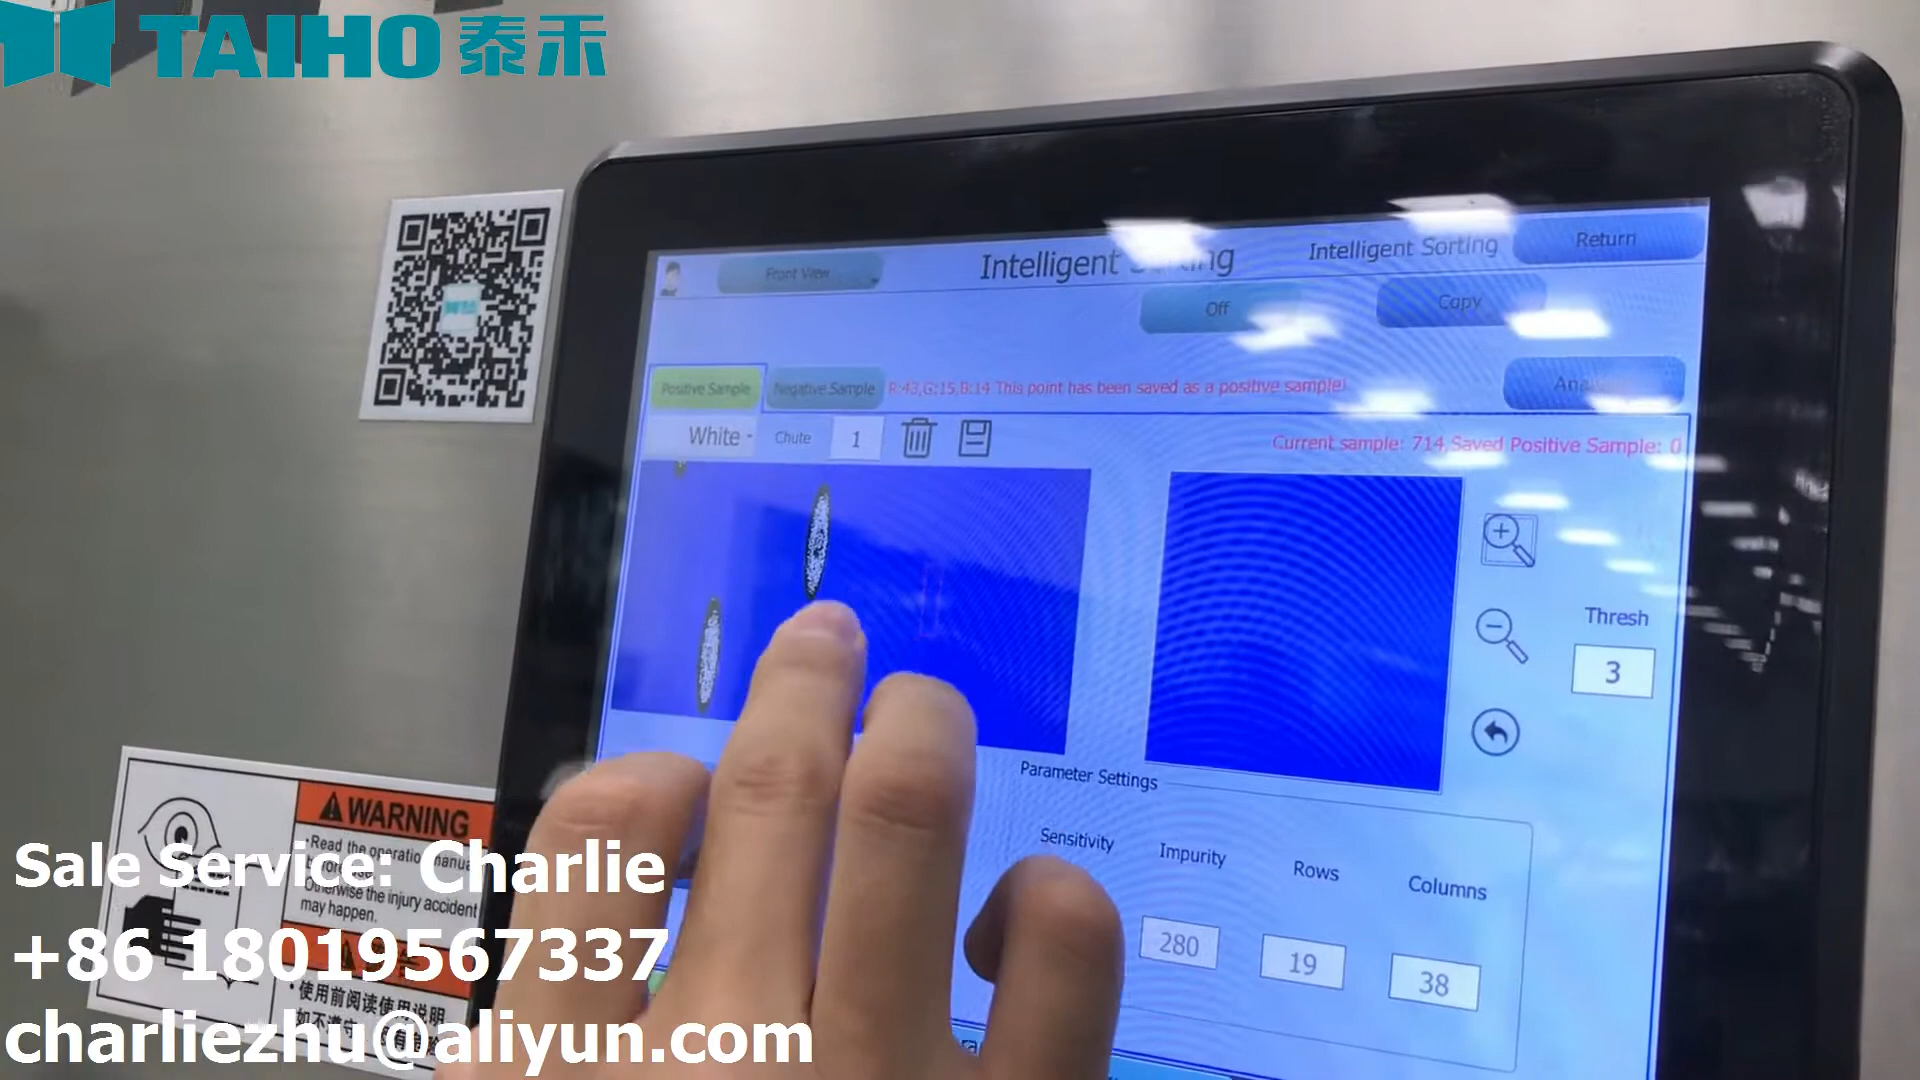 TAIHO 泰禾
Front View
Intelligent Sorting
Intelligent Sorting
Return
Off
Copy
Positive Sample
Negative Sample
R:43,G:15,B:14 This point has been saved as a positive sample!
White
Chute
1
Current sample: 714,Saved Positive Sample: 0
Thresh
3
Parameter Settings
Sensitivity
Impurity
Rows
Columns
280
19
38
WARNING
Read the operation manua
Otherwise the injury accident
may happen.
使用前阅读使用说明
Sale Service: Charlie
+86 18019567337
charliezhu@aliyun.com